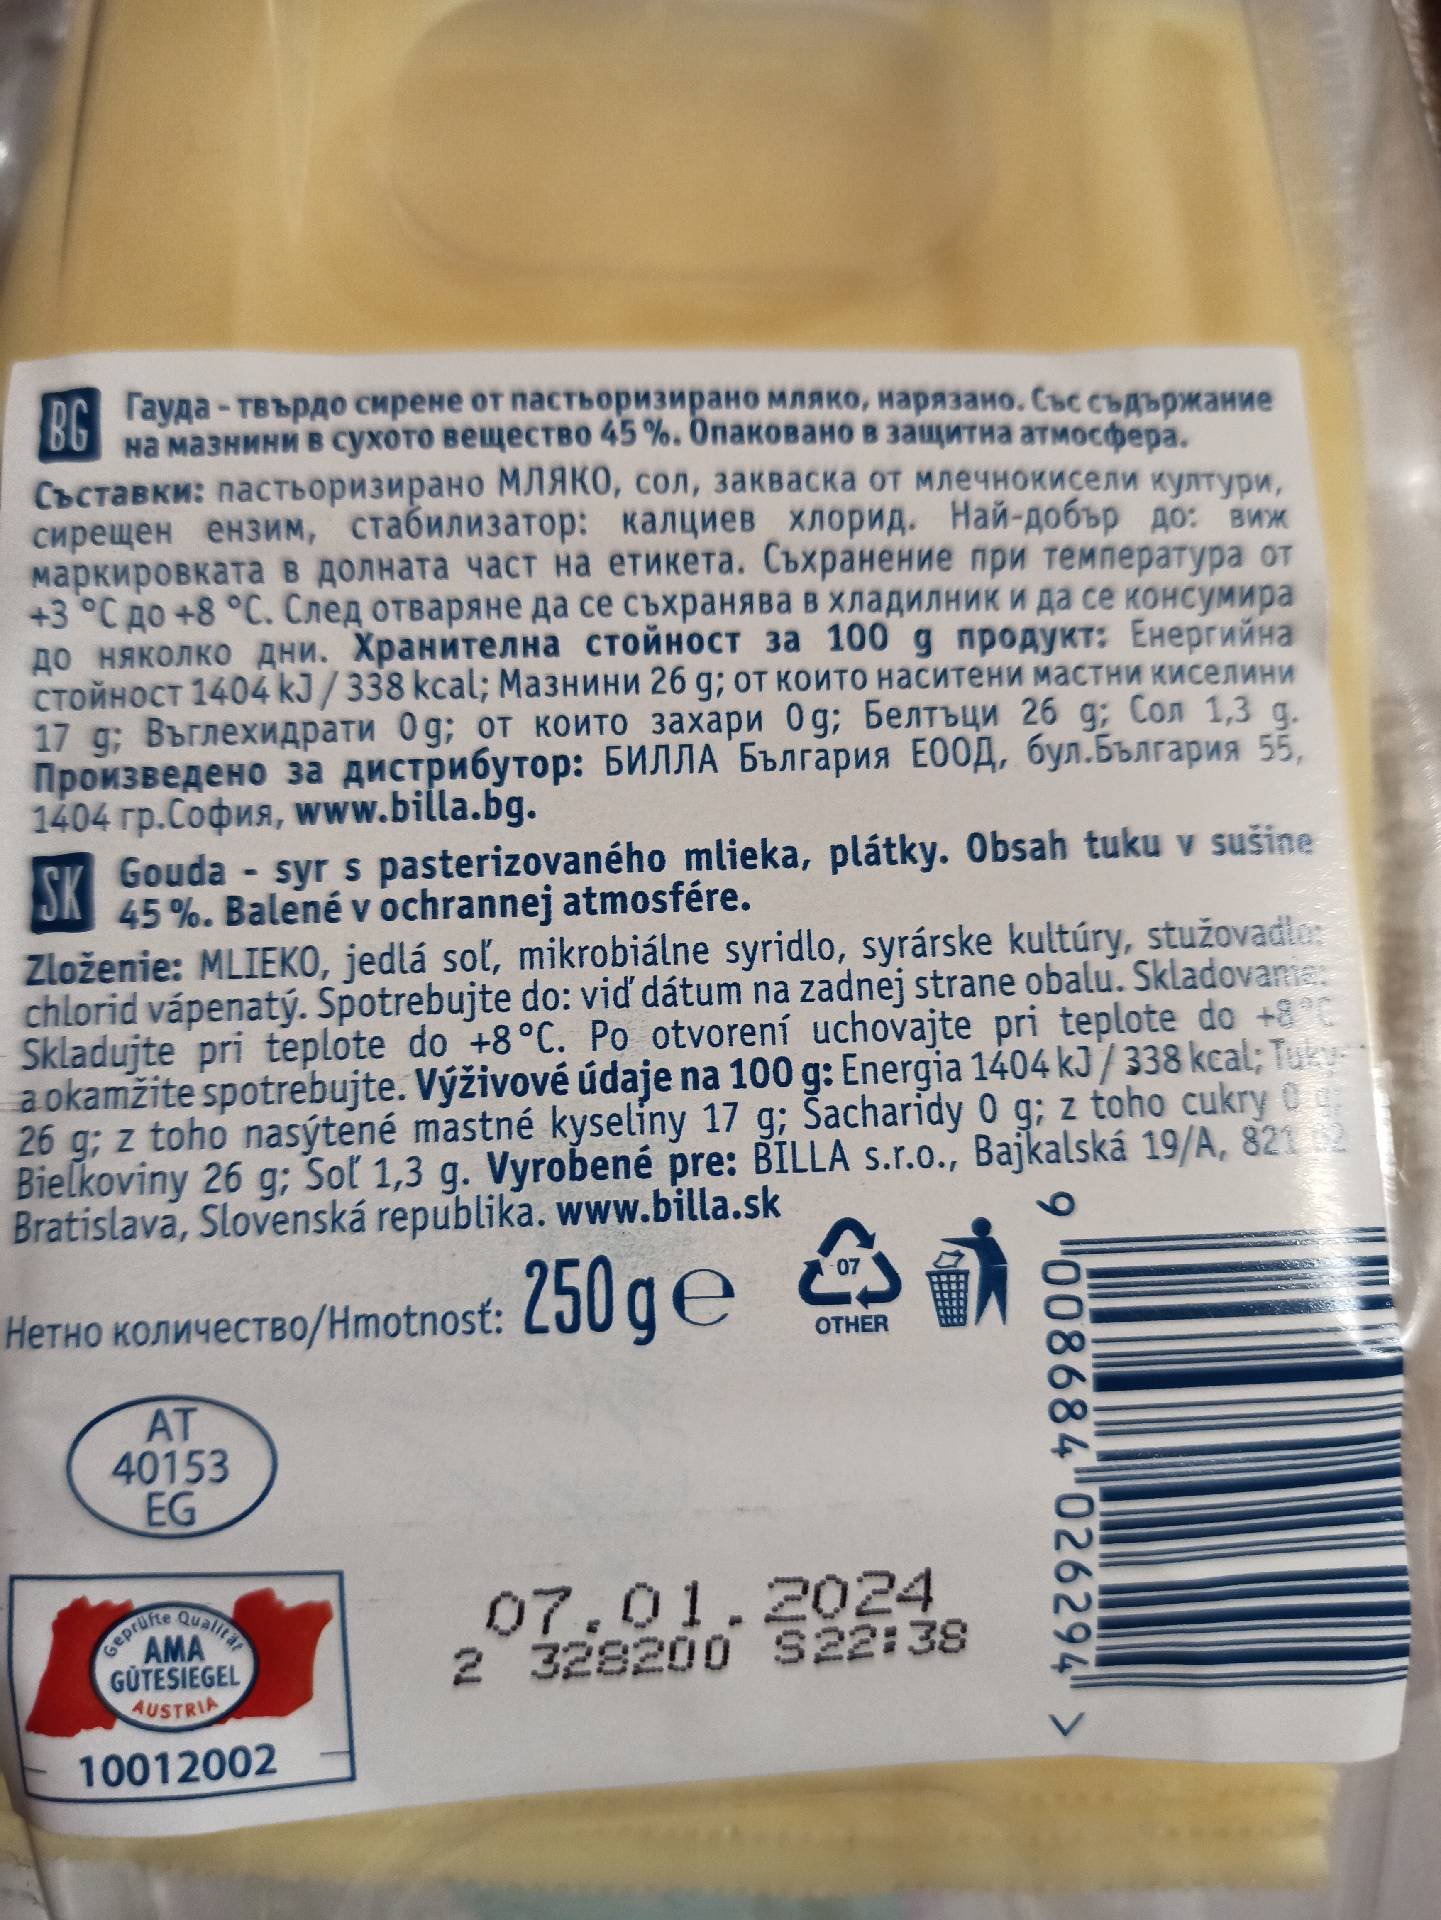 BG
Гауда - твърдо сирене от пастьоризирано мляко, нарязано. Със съдържание
на мазнини в сухото вещество 45 %. Опаковано в защитна атмосфера.
Съставки: пастьоризирано МЛЯКО, сол, закваска от млечнокисели култури,
сирещен ензим, стабилизатор: калциев хлорид. Най-добър до: виж
маркировката в долната част на етикета. Съхранение при температура от
+3 °C до +8 °C. След отваряне да се съхранява в хладилник и да се консумира
до няколко дни. Хранителна стойност за 100 g продукт: Енергийна
стойност 1404 kJ / 338 kcal; Мазнини 26 g; от които наситени мастни киселини
17 g; Въглехидрати 0 g; от които захари 0 g; Белтъци 26 g; Сол 1,3 g.
Произведено за дистрибутор: БИЛЛА България ЕООД, бул.България 55,
1404 гр.София, www.billa.bg.
SK
Gouda - syr s pasterizovaného mlieka, plátky. Obsah tuku v sušine
45 %. Balené v ochrannej atmosfére.
Zloženie: MLIEKO, jedlá soľ, mikrobiálne syridlo, syrárske kultúry, stužovadlo:
chlorid vápenatý. Spotrebujte do: viď dátum na zadnej strane obalu. Skladovanie:
Skladujte pri teplote do +8 °C. Po otvorení uchovajte pri teplote do +8 °C
a okamžite spotrebujte. Výživové údaje na 100 g: Energia 1404 kJ / 338 kcal; Tuky
26 g; z toho nasýtené mastné kyseliny 17 g; Sacharidy 0 g; z toho cukry 0 g;
Bielkoviny 26 g; Soľ 1,3 g. Vyrobené pre: BILLA s.r.o., Bajkalská 19/A, 821 02
Bratislava, Slovenská republika. www.billa.sk
Нетно количество/Hmotnosť: 250 g e
07
OTHER
9 008684 026294 >
AT
40153
EG
07.01.2024
2 328200 S22:38
Geprüfte Qualität
AMA
GÜTESIEGEL
AUSTRIA
10012002